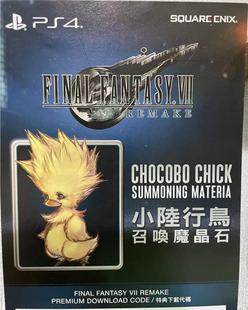 PS4
SQUARE ENIX
FINAL FANTASY VII
REMAKE
CHOCOBO CHICK
SUMMONING MATERIA
小陸行鳥
召喚魔晶石
FINAL FANTASY VII REMAKE
PREMIUM DOWNLOAD CODE / 特典下載代碼